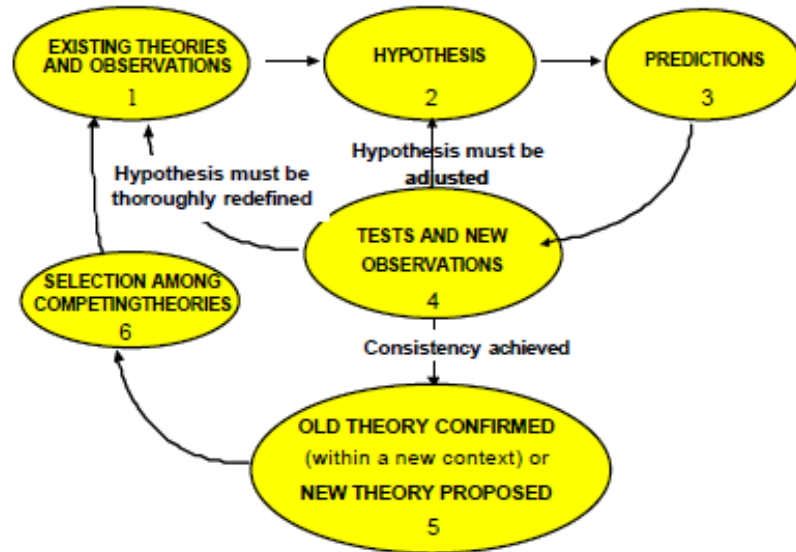 EXISTING THEORIES
AND OBSERVATIONS
1
HYPOTHESIS
2
PREDICTIONS
3
Hypothesis must be
thoroughly redefined
Hypothesis must be
adjusted
TESTS AND NEW
OBSERVATIONS
4
SELECTION AMONG
COMPETINGTHEORIES
6
Consistency achieved
OLD THEORY CONFIRMED
(within a new context) or
NEW THEORY PROPOSED
5